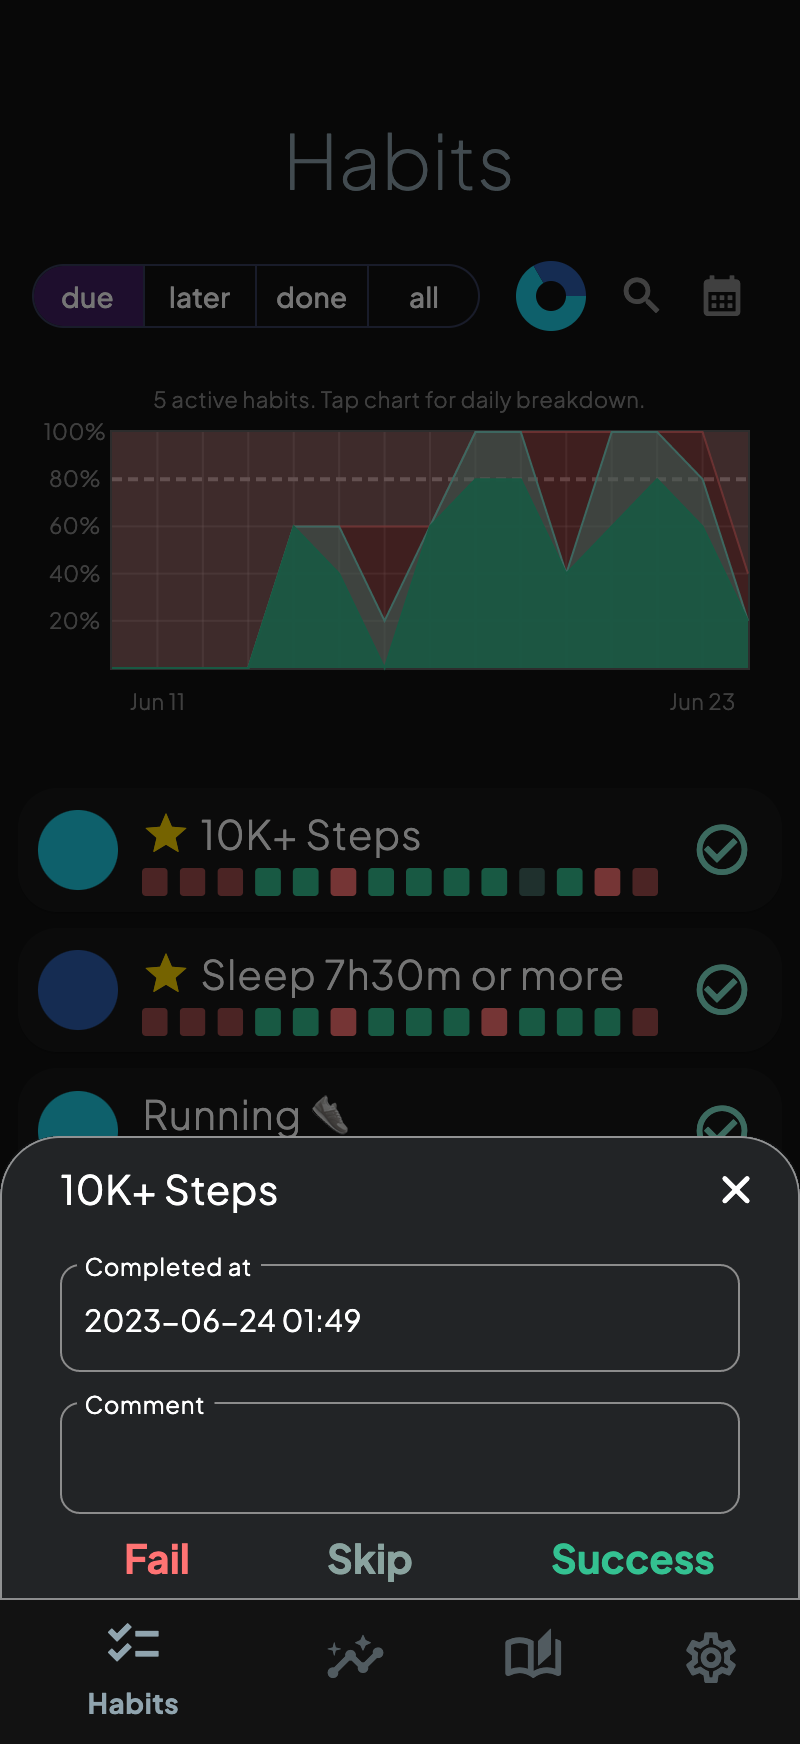 Habits
due later done all
5 active habits. Tap chart for daily breakdown.
100%
80%
60%
40%
20%
Jun 11 Jun 23
10K+ Steps
Sleep 7h30m or more
Running
10K+ Steps
Completed at
2023-06-24 01:49
Comment
Fail Skip Success
Habits